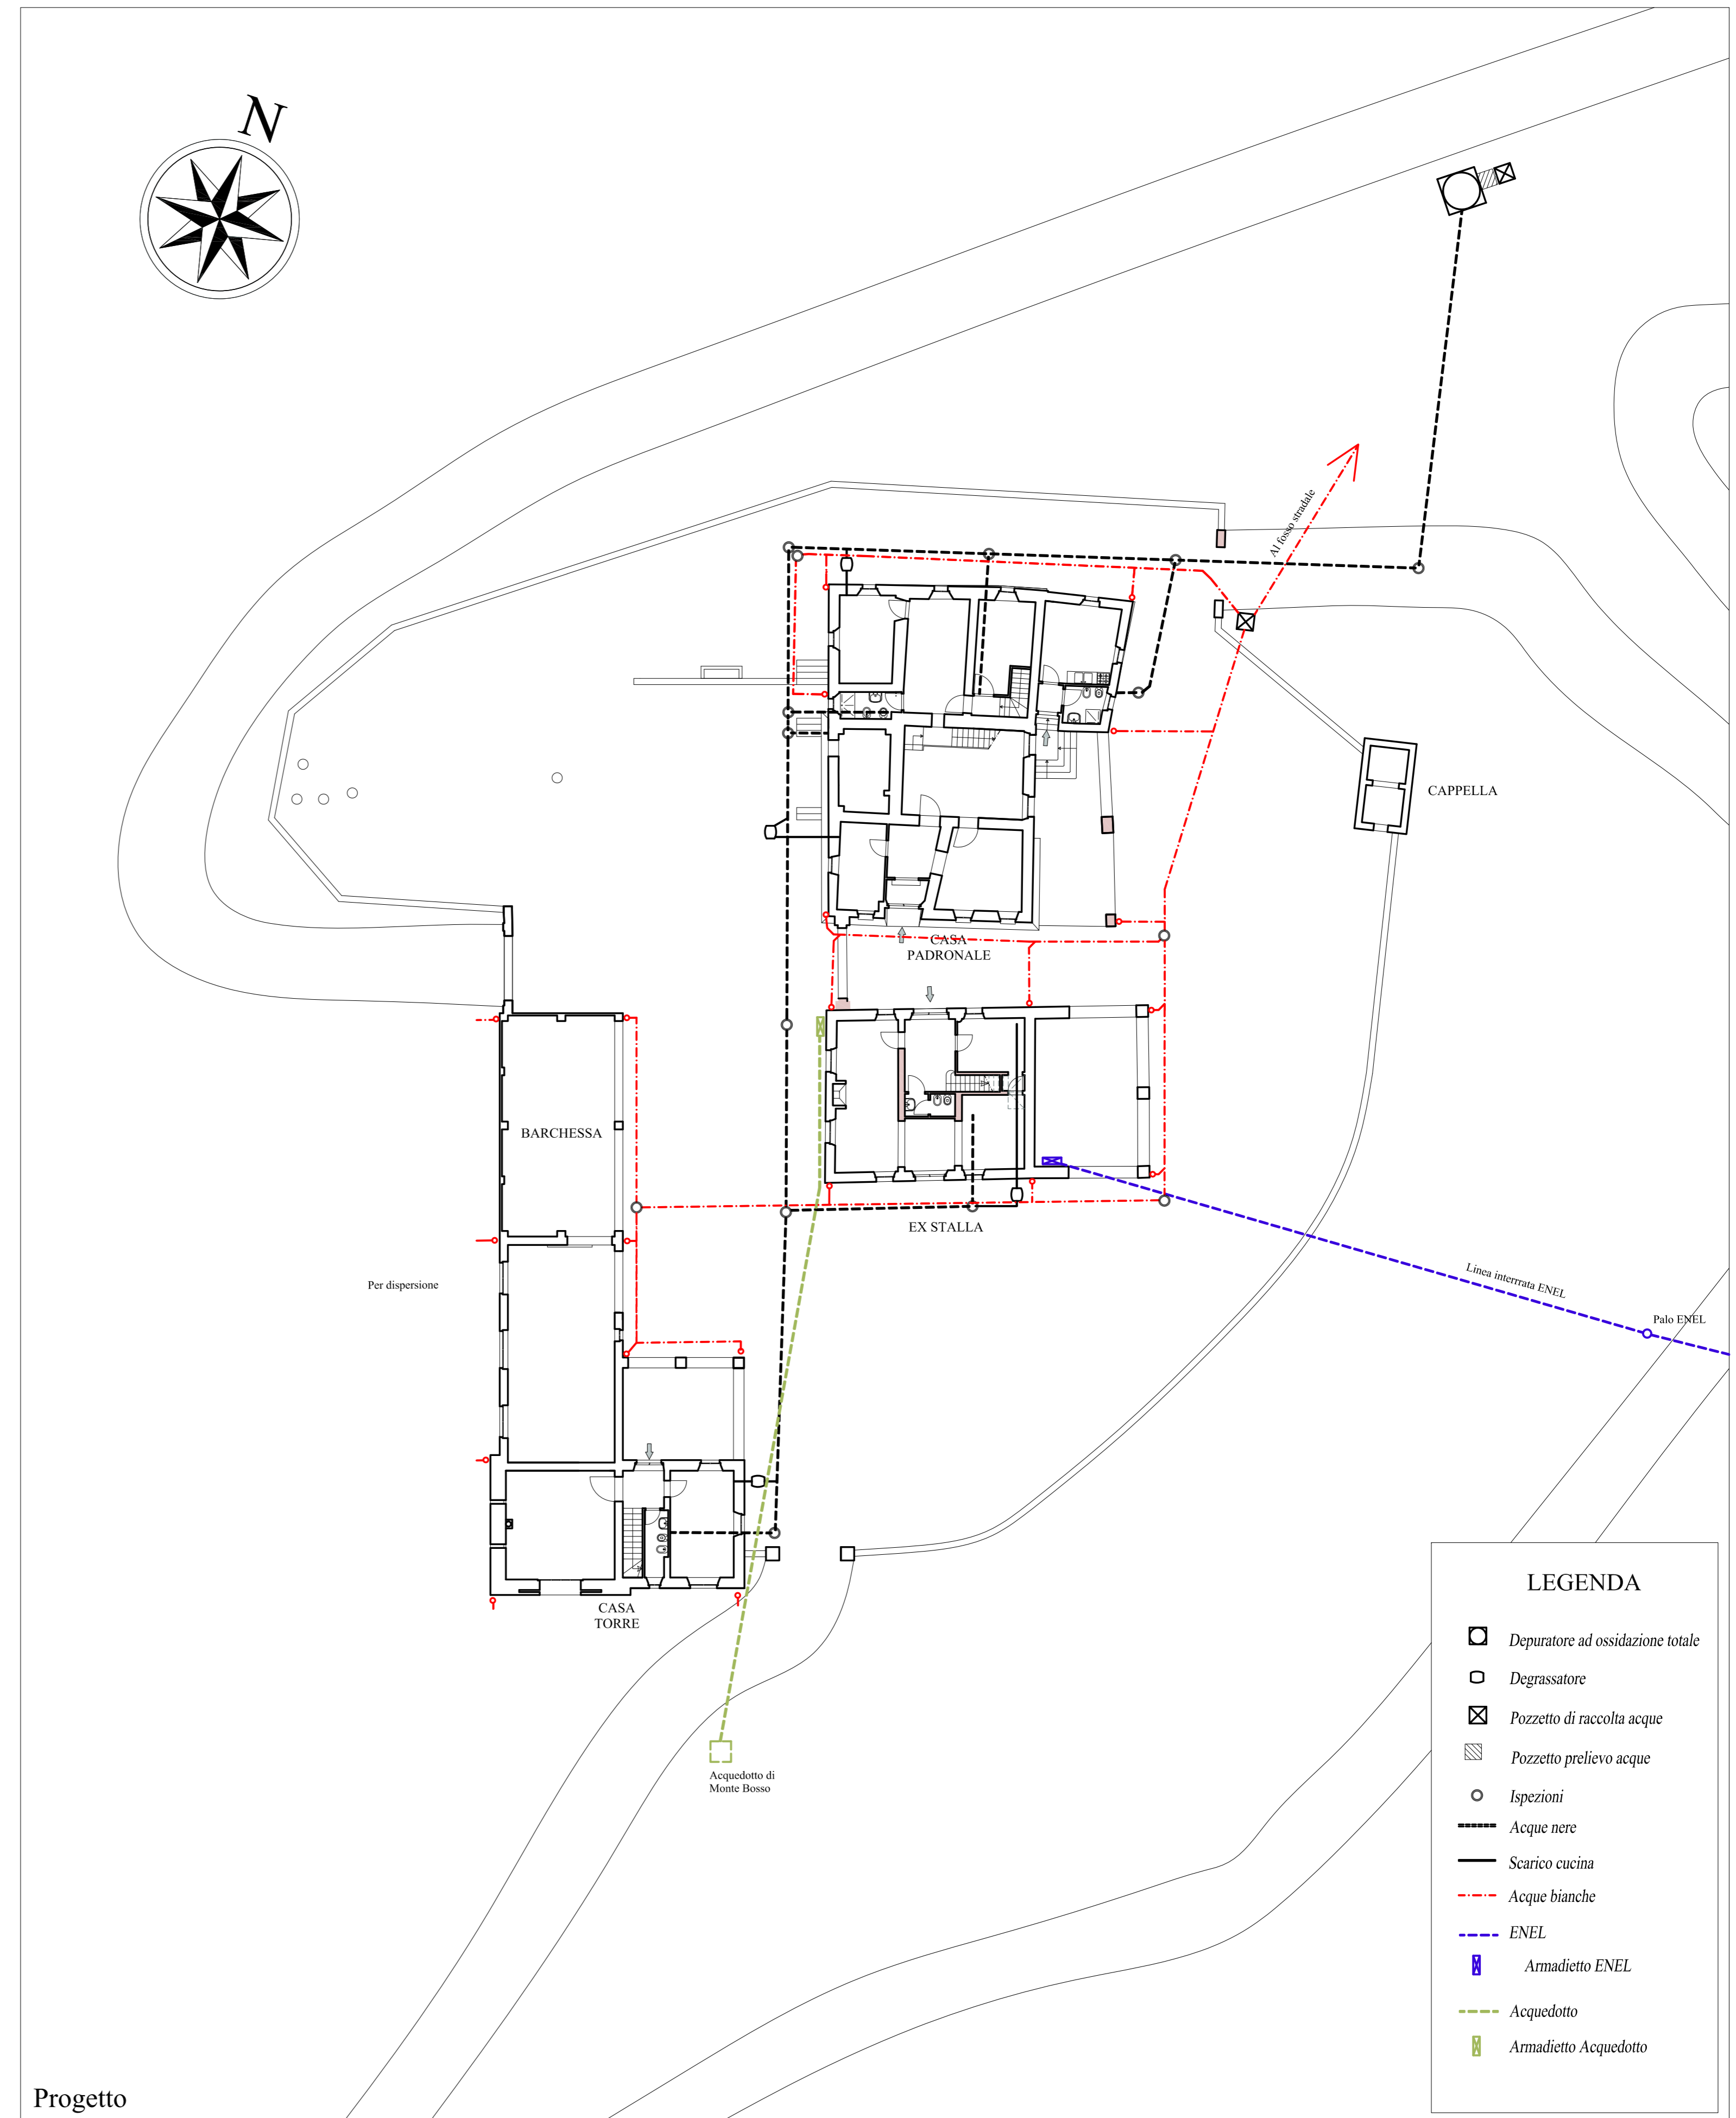 N
Al fosso stradale
CAPPELLA
CASA
PADRONALE
BARCHESSA
EX STALLA
Per dispersione
Linea interrrata ENEL
Palo ENEL
CASA
TORRE
Acquedotto di
Monte Bosso
LEGENDA
Depuratore ad ossidazione totale
Degrassatore
Pozzetto di raccolta acque
Pozzetto prelievo acque
Ispezioni
Acque nere
Scarico cucina
Acque bianche
ENEL
Armadietto ENEL
Acquedotto
Armadietto Acquedotto
Progetto